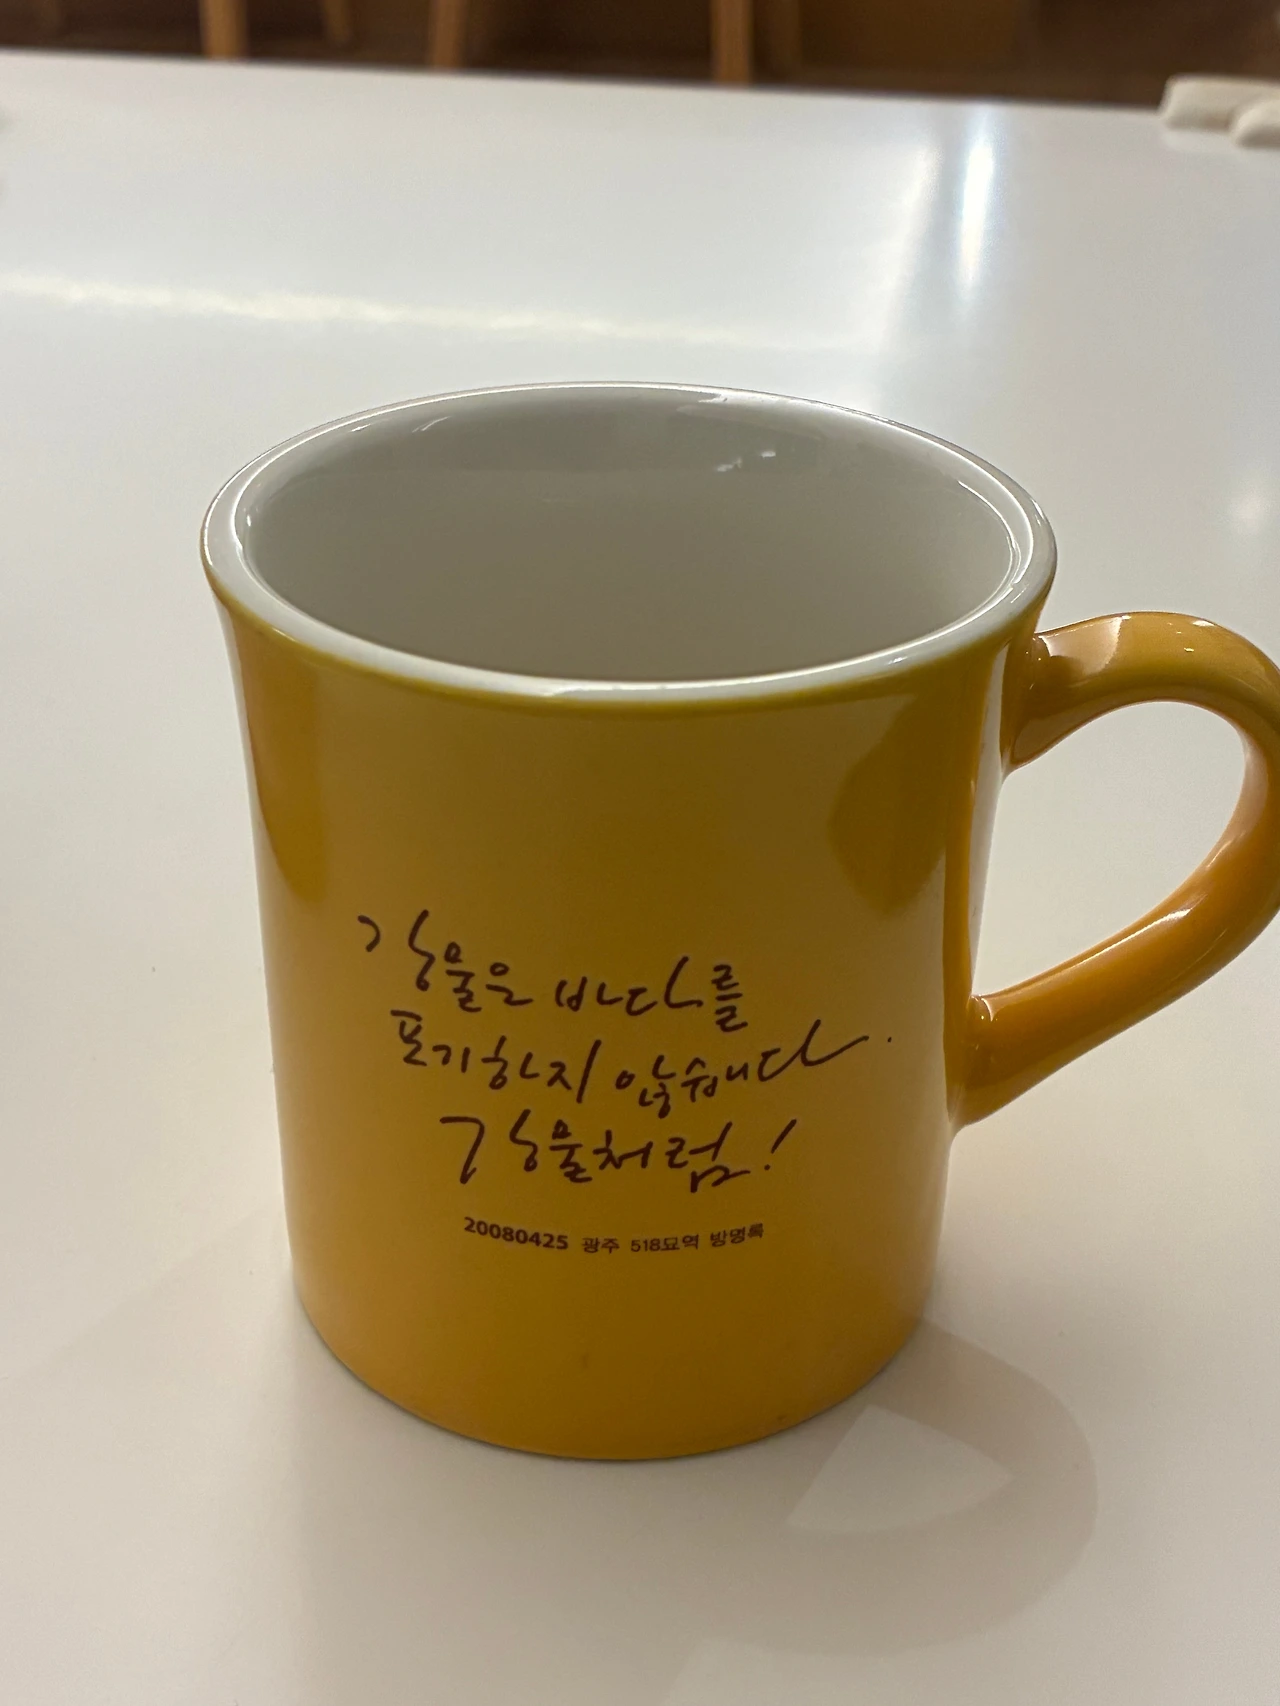 강물은 바다를
포기하지 않습니다.
강물처럼!
20080425 광주 518묘역 방명록